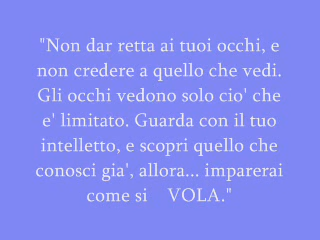 "Non dar retta ai tuoi occhi, e
non credere a quello che vedi.
Gli occhi vedono solo cio' che
e' limitato. Guarda con il tuo
intelletto, e scopri quello che
conosci gia', allora... imparerai
come si    VOLA."